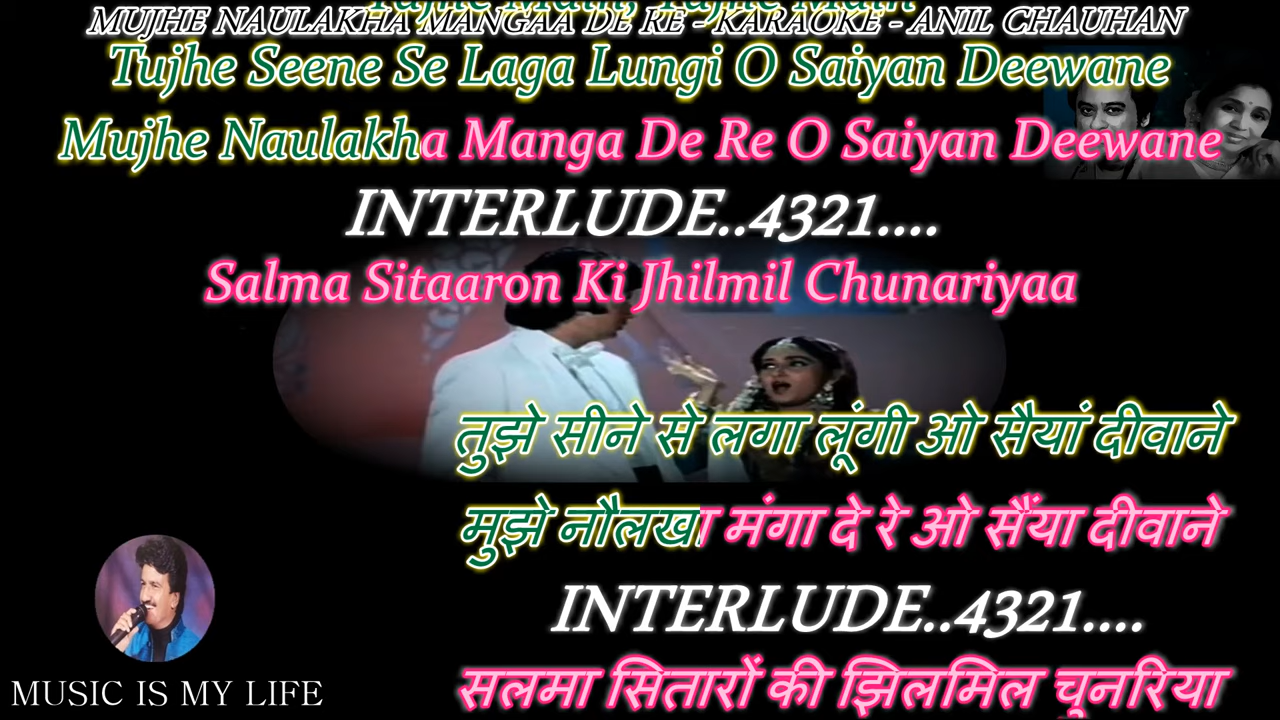 MUJHE NAULAKHA MANGAA DE RE - KARAOKE - ANIL CHAUHAN
Tujhe Seene Se Laga Lungi O Saiyan Deewane
Mujhe Naulakha Manga De Re O Saiyan Deewane
INTERLUDE..4321....
Salma Sitaaron Ki Jhilmil Chunariyaa
तुझे सीने से लगा लूंगी ओ सैयां दीवाने
मुझे नौलखा मंगा दे रे ओ सैंया दीवाने
INTERLUDE..4321....
सलमा सितारों की झिलमिल चुनरिया
MUSIC IS MY LIFE